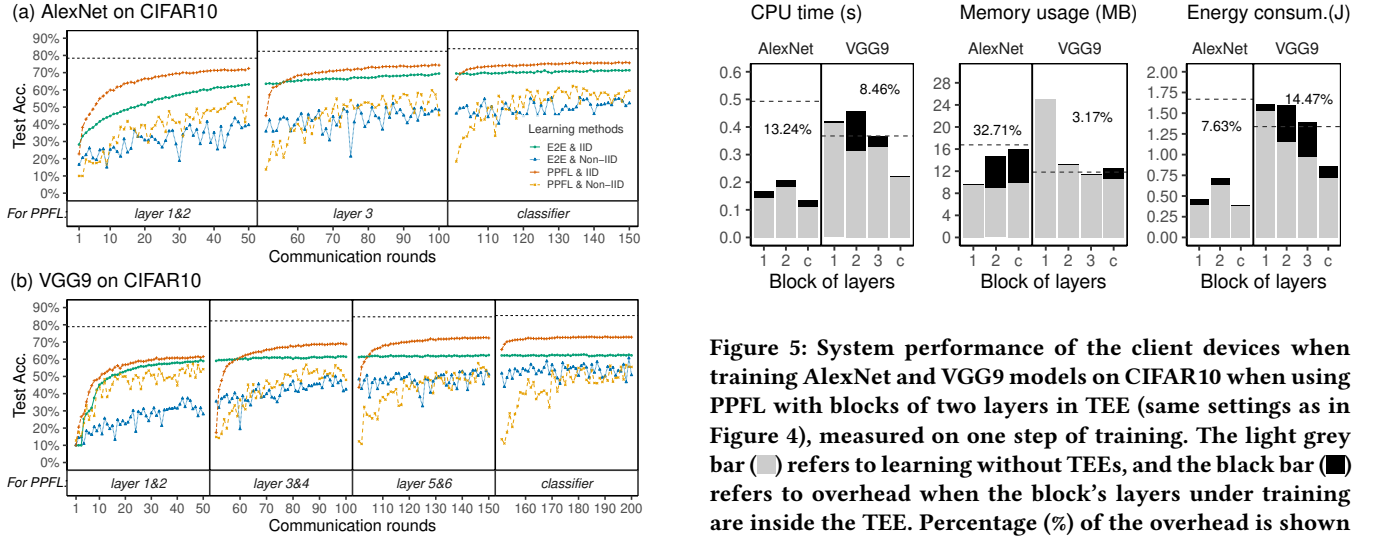 (a) AlexNet on CIFAR10
90%
80%
70%
60%
50%
40%
30%
20%
10%
0%
Test Acc.
Learning methods
E2E & IID
E2E & Non−IID
PPFL & IID
PPFL & Non−IID
For PPFL: layer 1&2 layer 3 classifier
1 10 20 30 40 50 60 70 80 90 100 110 120 130 140 150
Communication rounds
(b) VGG9 on CIFAR10
90%
80%
70%
60%
50%
40%
30%
20%
10%
0%
Test Acc.
For PPFL: layer 1&2 layer 3&4 layer 5&6 classifier
1 10 20 30 40 50 60 70 80 90 100 110 120 130 140 150 160 170 180 190 200
Communication rounds
CPU time (s)
AlexNet VGG9
0.6
0.5
0.4
0.3
0.2
0.1
0.0
13.24%
8.46%
1 2 c 1 2 3 c
Block of layers
Memory usage (MB)
AlexNet VGG9
28
24
20
16
12
8
4
0
32.71%
3.17%
1 2 c 1 2 3 c
Block of layers
Energy consum.(J)
AlexNet VGG9
2.00
1.75
1.50
1.25
1.00
0.75
0.50
0.25
0.00
7.63%
14.47%
1 2 c 1 2 3 c
Block of layers
Figure 5: System performance of the client devices when
training AlexNet and VGG9 models on CIFAR10 when using
PPFL with blocks of two layers in TEE (same settings as in
Figure 4), measured on one step of training. The light grey
bar ( ) refers to learning without TEEs, and the black bar ( )
refers to overhead when the block's layers under training
are inside the TEE. Percentage (%) of the overhead is shown